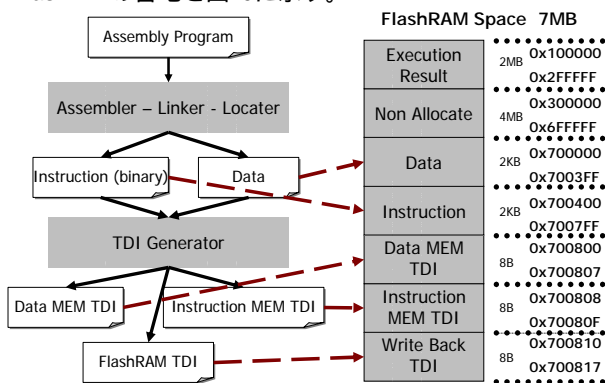 FlashRAM Space 7MB
Assembly Program
Assembler – Linker - Locater
Instruction (binary)
Data
TDI Generator
Data MEM TDI
Instruction MEM TDI
FlashRAM TDI
Execution
Result
2MB
0x100000
0x2FFFFF
Non Allocate
4MB
0x300000
0x6FFFFF
Data
2KB
0x700000
0x7003FF
Instruction
2KB
0x700400
0x7007FF
Data MEM
TDI
8B
0x700800
0x700807
Instruction
MEM TDI
8B
0x700808
0x70080F
Write Back
TDI
8B
0x700810
0x700817